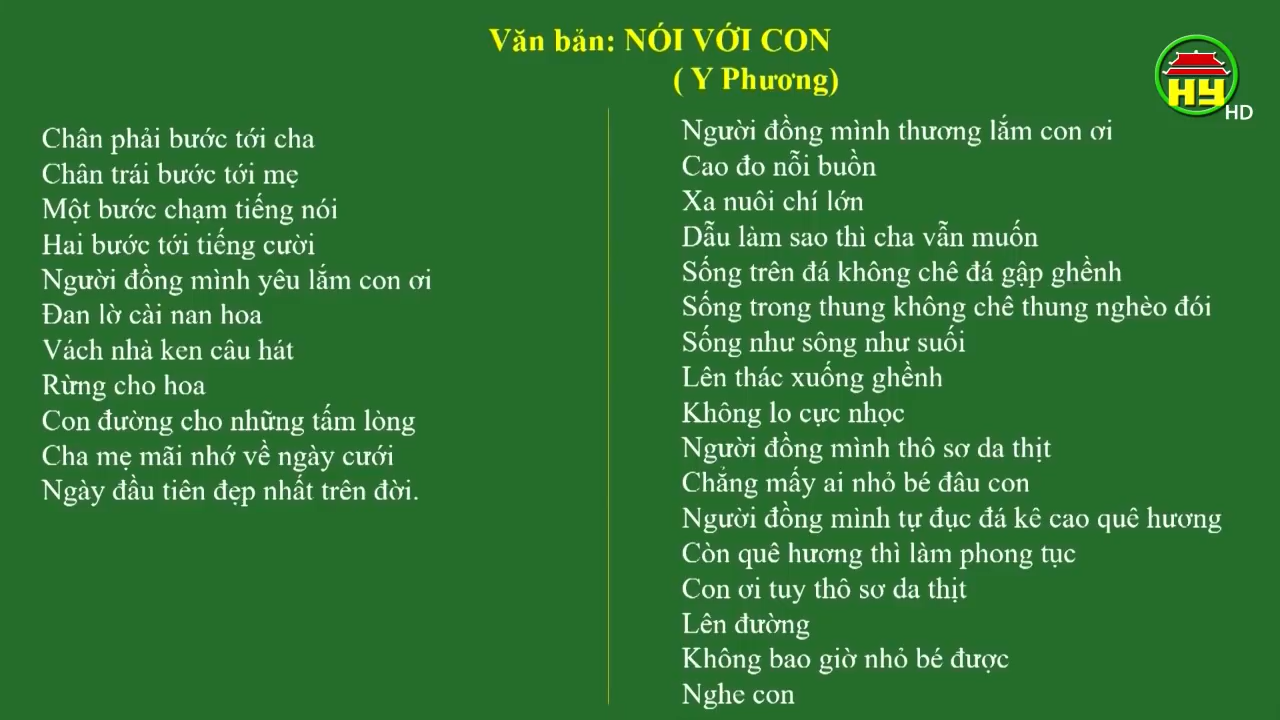 Văn bản: NÓI VỚI CON
( Y Phương)
HY
HD
Chân phải bước tới cha
Chân trái bước tới mẹ
Một bước chạm tiếng nói
Hai bước tới tiếng cười
Người đồng mình yêu lắm con ơi
Đan lờ cài nan hoa
Vách nhà ken câu hát
Rừng cho hoa
Con đường cho những tấm lòng
Cha mẹ mãi nhớ về ngày cưới
Ngày đầu tiên đẹp nhất trên đời.
Người đồng mình thương lắm con ơi
Cao đo nỗi buồn
Xa nuôi chí lớn
Dẫu làm sao thì cha vẫn muốn
Sống trên đá không chê đá gập ghềnh
Sống trong thung không chê thung nghèo đói
Sống như sông như suối
Lên thác xuống ghềnh
Không lo cực nhọc
Người đồng mình thô sơ da thịt
Chẳng mấy ai nhỏ bé đâu con
Người đồng mình tự đục đá kê cao quê hương
Còn quê hương thì làm phong tục
Con ơi tuy thô sơ da thịt
Lên đường
Không bao giờ nhỏ bé được
Nghe con